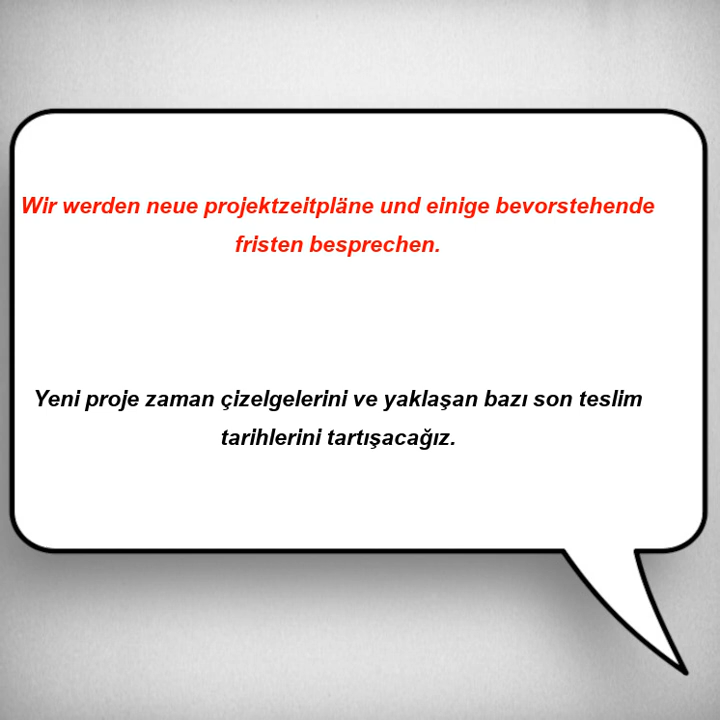 Wir werden neue projektzeitpläne und einige bevorstehende
fristen besprechen.
Yeni proje zaman çizelgelerini ve yaklaşan bazı son teslim
tarihlerini tartışacağız.